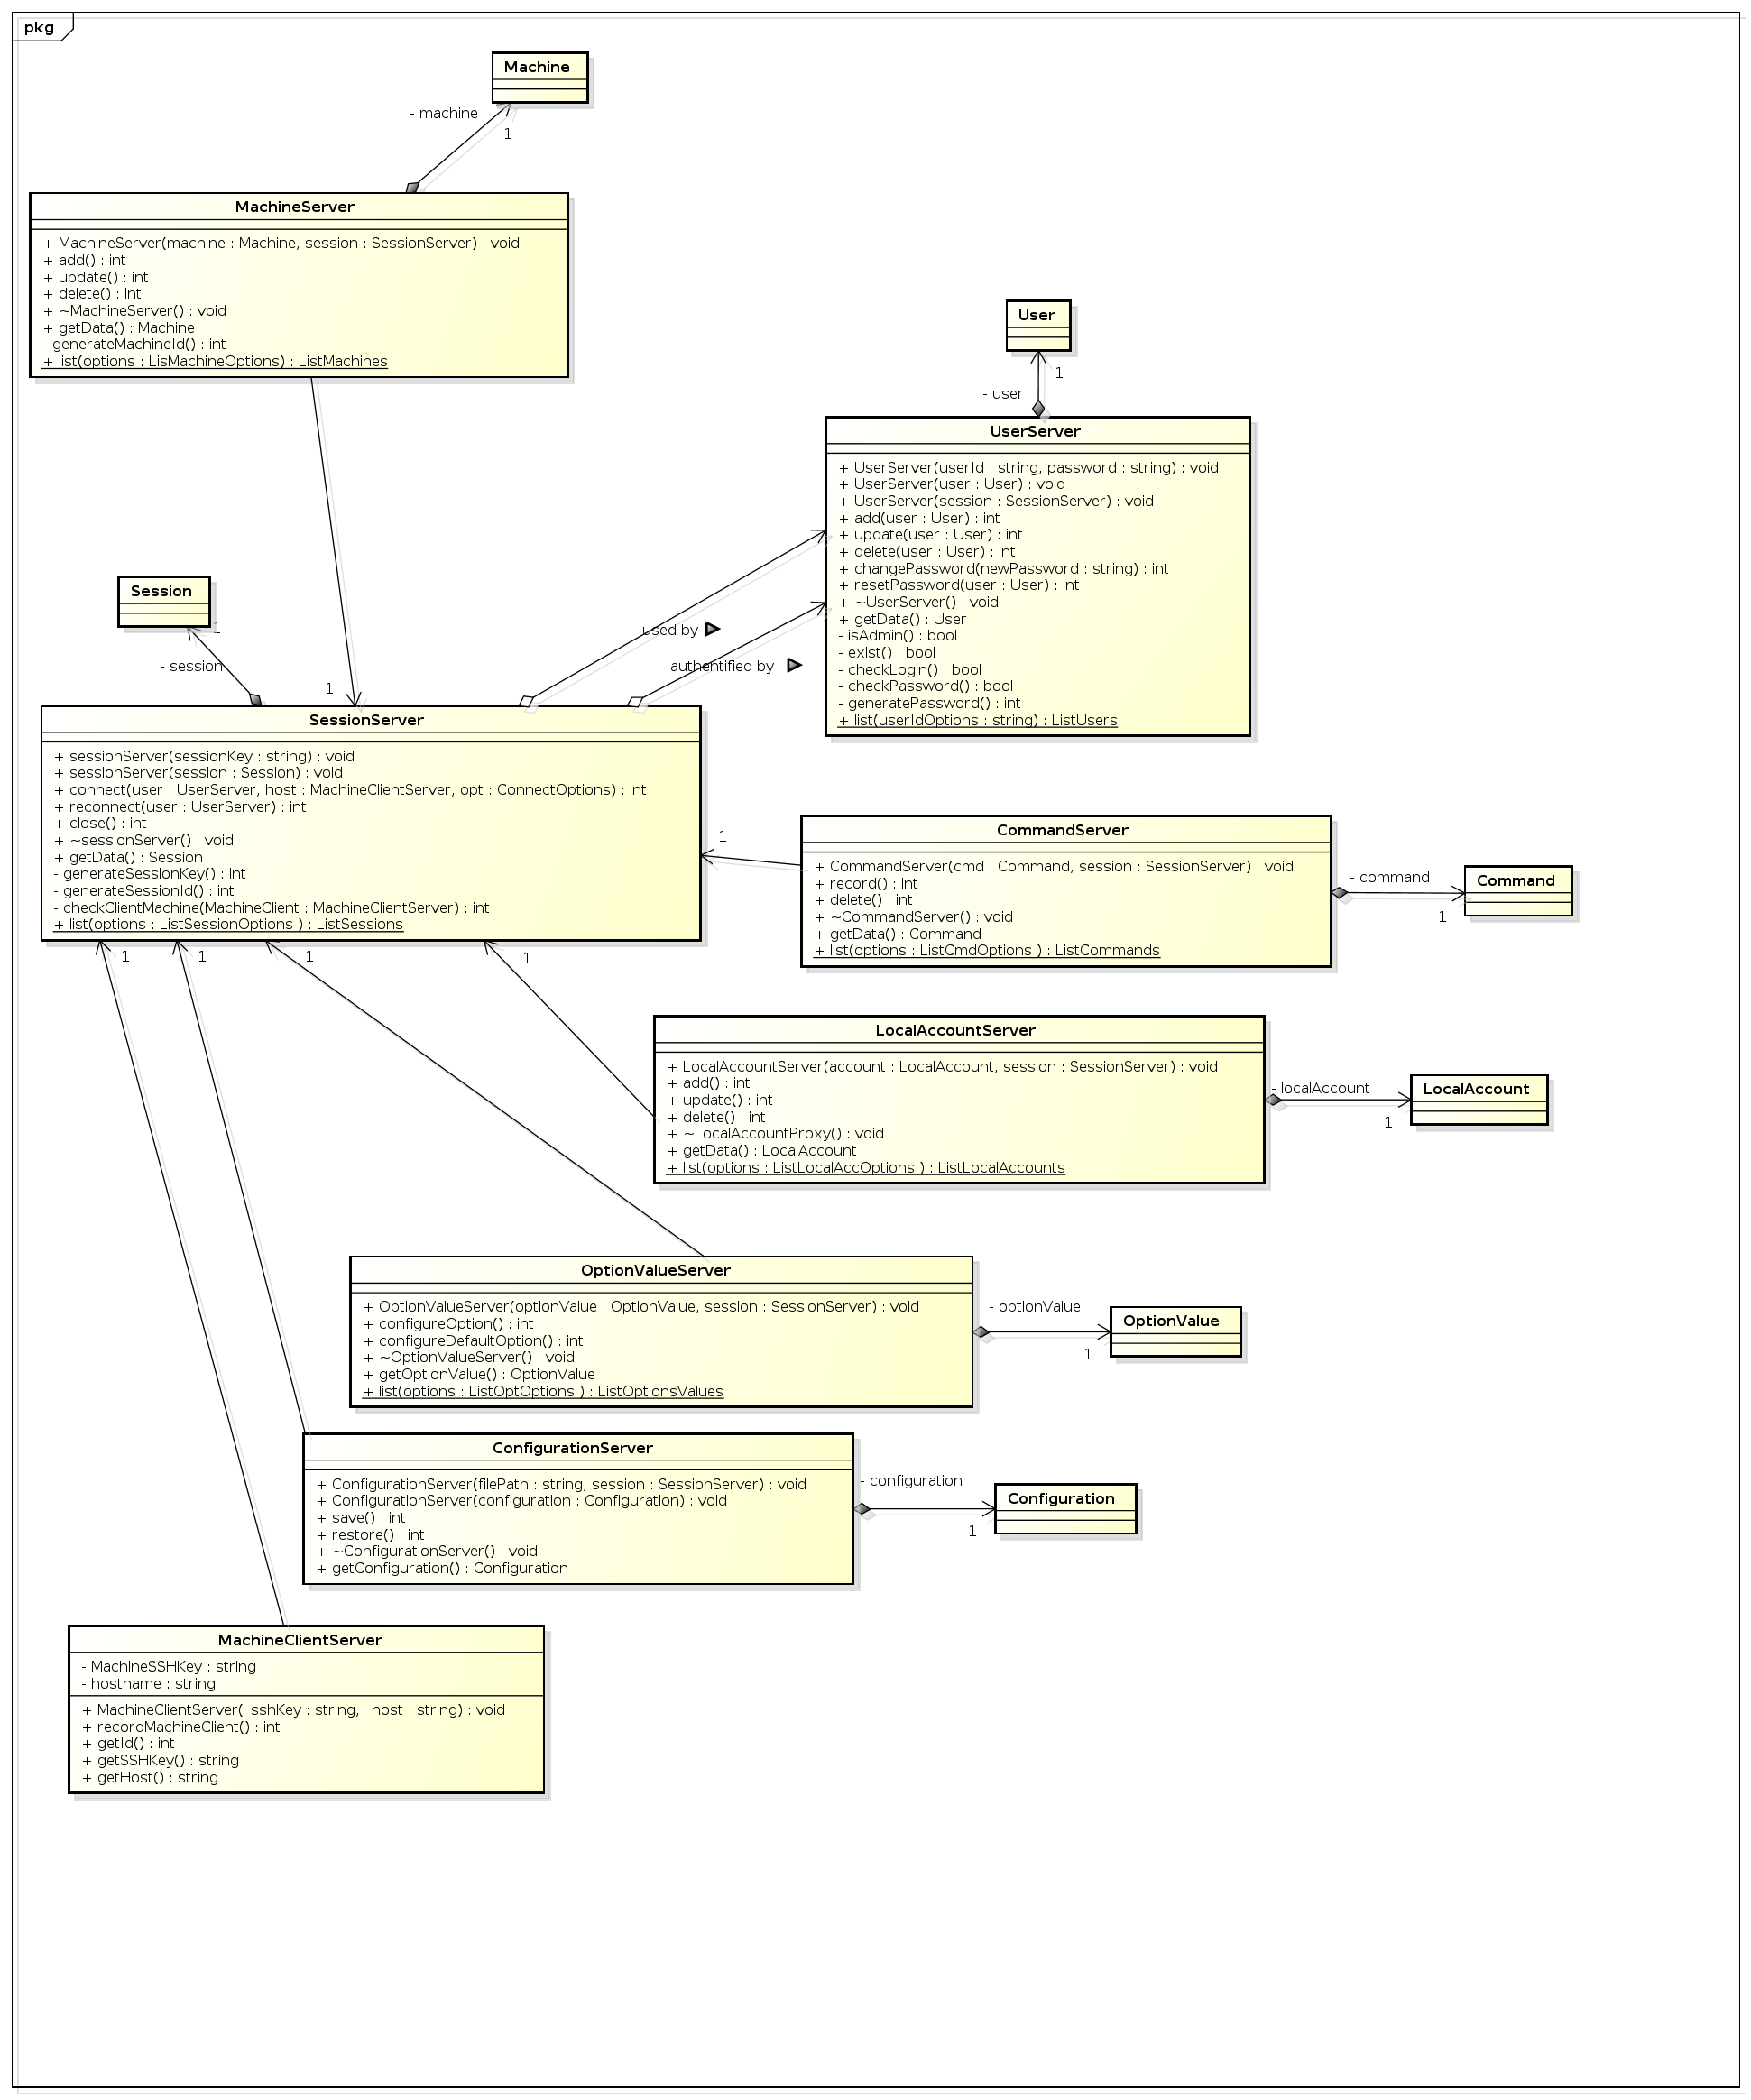 pkg
Machine
- machine
1
MachineServer
+ MachineServer(machine : Machine, session : SessionServer) : void
+ add() : int
+ update() : int
+ delete() : int
+ ~MachineServer() : void
+ getData() : Machine
- generateMachineId() : int
+ list(options : LisMachineOptions) : ListMachines
User
1
- user
UserServer
+ UserServer(userId : string, password : string) : void
+ UserServer(user : User) : void
+ UserServer(session : SessionServer) : void
+ add(user : User) : int
+ update(user : User) : int
+ delete(user : User) : int
+ changePassword(newPassword : string) : int
+ resetPassword(user : User) : int
+ ~UserServer() : void
+ getData() : User
- isAdmin() : bool
- exist() : bool
- checkLogin() : bool
- checkPassword() : bool
- generatePassword() : int
+ list(userIdOptions : string) : ListUsers
Session
1
- session
used by
authentified by
1
SessionServer
+ sessionServer(sessionKey : string) : void
+ sessionServer(session : Session) : void
+ connect(user : UserServer, host : MachineClientServer, opt : ConnectOptions) : int
+ reconnect(user : UserServer) : int
+ close() : int
+ ~sessionServer() : void
+ getData() : Session
- generateSessionKey() : int
- generateSessionId() : int
- checkClientMachine(MachineClient : MachineClientServer) : int
+ list(options : ListSessionOptions ) : ListSessions
1
1
1
1
1
CommandServer
+ CommandServer(cmd : Command, session : SessionServer) : void
+ record() : int
+ delete() : int
+ ~CommandServer() : void
+ getData() : Command
+ list(options : ListCmdOptions ) : ListCommands
- command
1
Command
LocalAccountServer
+ LocalAccountServer(account : LocalAccount, session : SessionServer) : void
+ add() : int
+ update() : int
+ delete() : int
+ ~LocalAccountProxy() : void
+ getData() : LocalAccount
+ list(options : ListLocalAccOptions ) : ListLocalAccounts
- localAccount
1
LocalAccount
OptionValueServer
+ OptionValueServer(optionValue : OptionValue, session : SessionServer) : void
+ configureOption() : int
+ configureDefaultOption() : int
+ ~OptionValueServer() : void
+ getOptionValue() : OptionValue
+ list(options : ListOptOptions ) : ListOptionsValues
- optionValue
1
OptionValue
ConfigurationServer
+ ConfigurationServer(filePath : string, session : SessionServer) : void
+ ConfigurationServer(configuration : Configuration) : void
+ save() : int
+ restore() : int
+ ~ConfigurationServer() : void
+ getConfiguration() : Configuration
- configuration
1
Configuration
MachineClientServer
- MachineSSHKey : string
- hostname : string
+ MachineClientServer(_sshKey : string, _host : string) : void
+ recordMachineClient() : int
+ getId() : int
+ getSSHKey() : string
+ getHost() : string